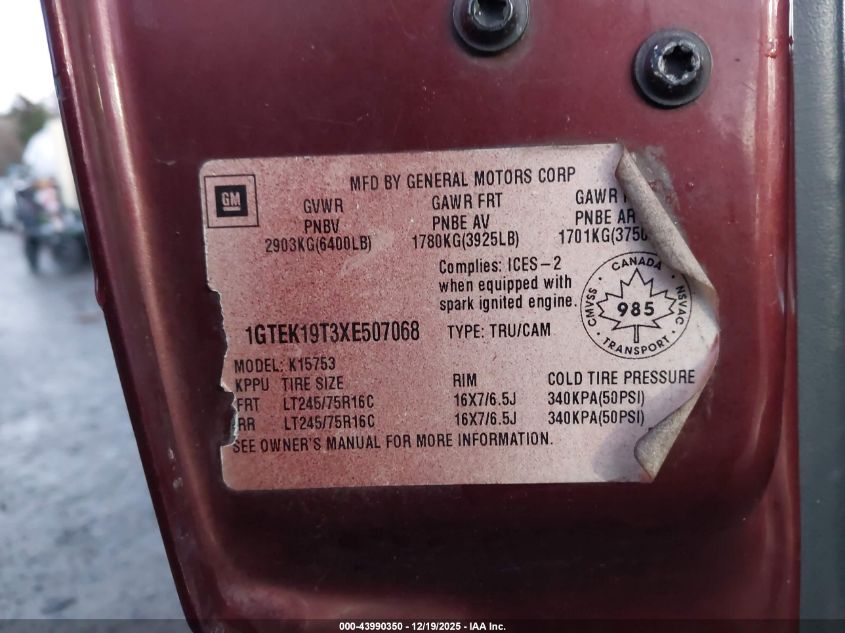 GM
MFD BY GENERAL MOTORS CORP
GVWR GAWR FRT GAWR
PNBV PNBE AV PNBE AR
2903KG(6400LB) 1780KG(3925LB) 1701KG(3750
Complies: ICES-2
when equipped with
spark ignited engine.
CANADA
CMVSS 985 NSVAC
TRANSPORT
1GTEK19T3XE507068 TYPE: TRU/CAM
MODEL: K15753
KPPU TIRE SIZE RIM COLD TIRE PRESSURE
FRT LT245/75R16C 16X7/6.5J 340KPA(50PSI)
RR LT245/75R16C 16X7/6.5J 340KPA(50PSI)
SEE OWNER'S MANUAL FOR MORE INFORMATION.
000-43990350 - 12/19/2025 - IAA Inc.